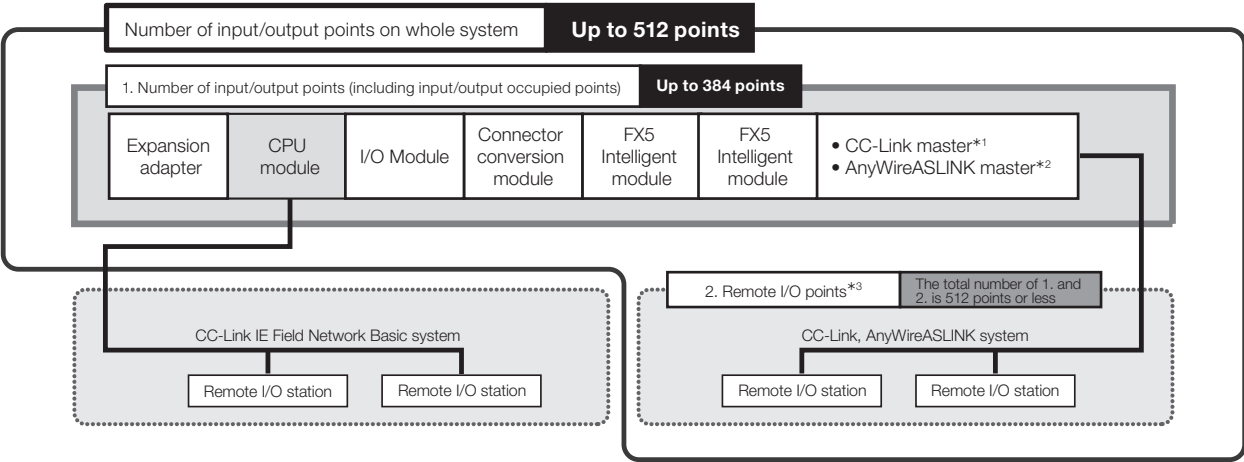 Number of input/output points on whole system
Up to 512 points
1. Number of input/output points (including input/output occupied points)
Up to 384 points
Expansion
adapter
CPU
module
I/O Module
Connector
conversion
module
FX5
Intelligent
module
FX5
Intelligent
module
• CC-Link master*1
• AnyWireASLINK master*2
2. Remote I/O points*3
The total number of 1. and
2. is 512 points or less
CC-Link IE Field Network Basic system
Remote I/O station
Remote I/O station
CC-Link, AnyWireASLINK system
Remote I/O station
Remote I/O station